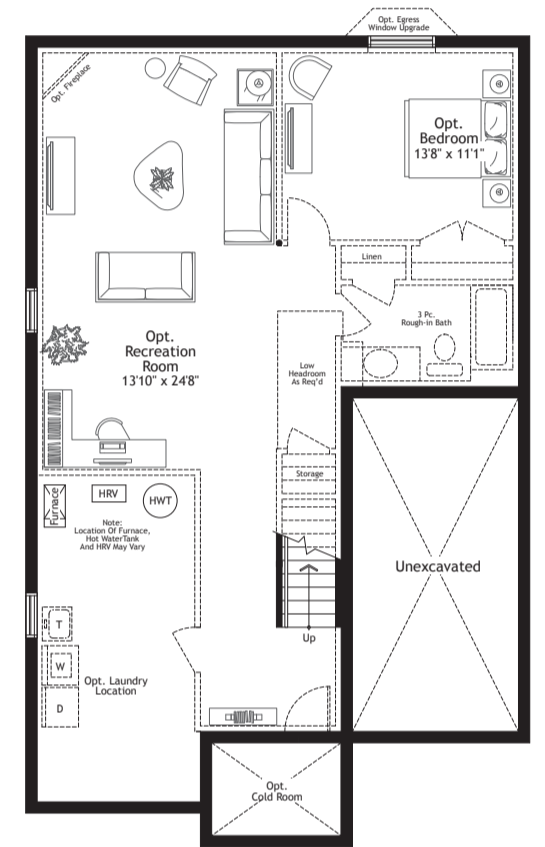 Opt. Egress
Window Upgrade
Opt. Fireplace
Opt.
Bedroom
13'8" x 11'1"
Linen
3 Pc.
Rough-in Bath
Opt.
Recreation
Room
13'10" x 24'8"
Low
Headroom
As Req'd
Storage
Furnace
HRV
HWT
Note:
Location Of Furnace,
Hot WaterTank
And HRV May Vary
Unexcavated
Up
T
W
D
Opt. Laundry
Location
Opt.
Cold Room